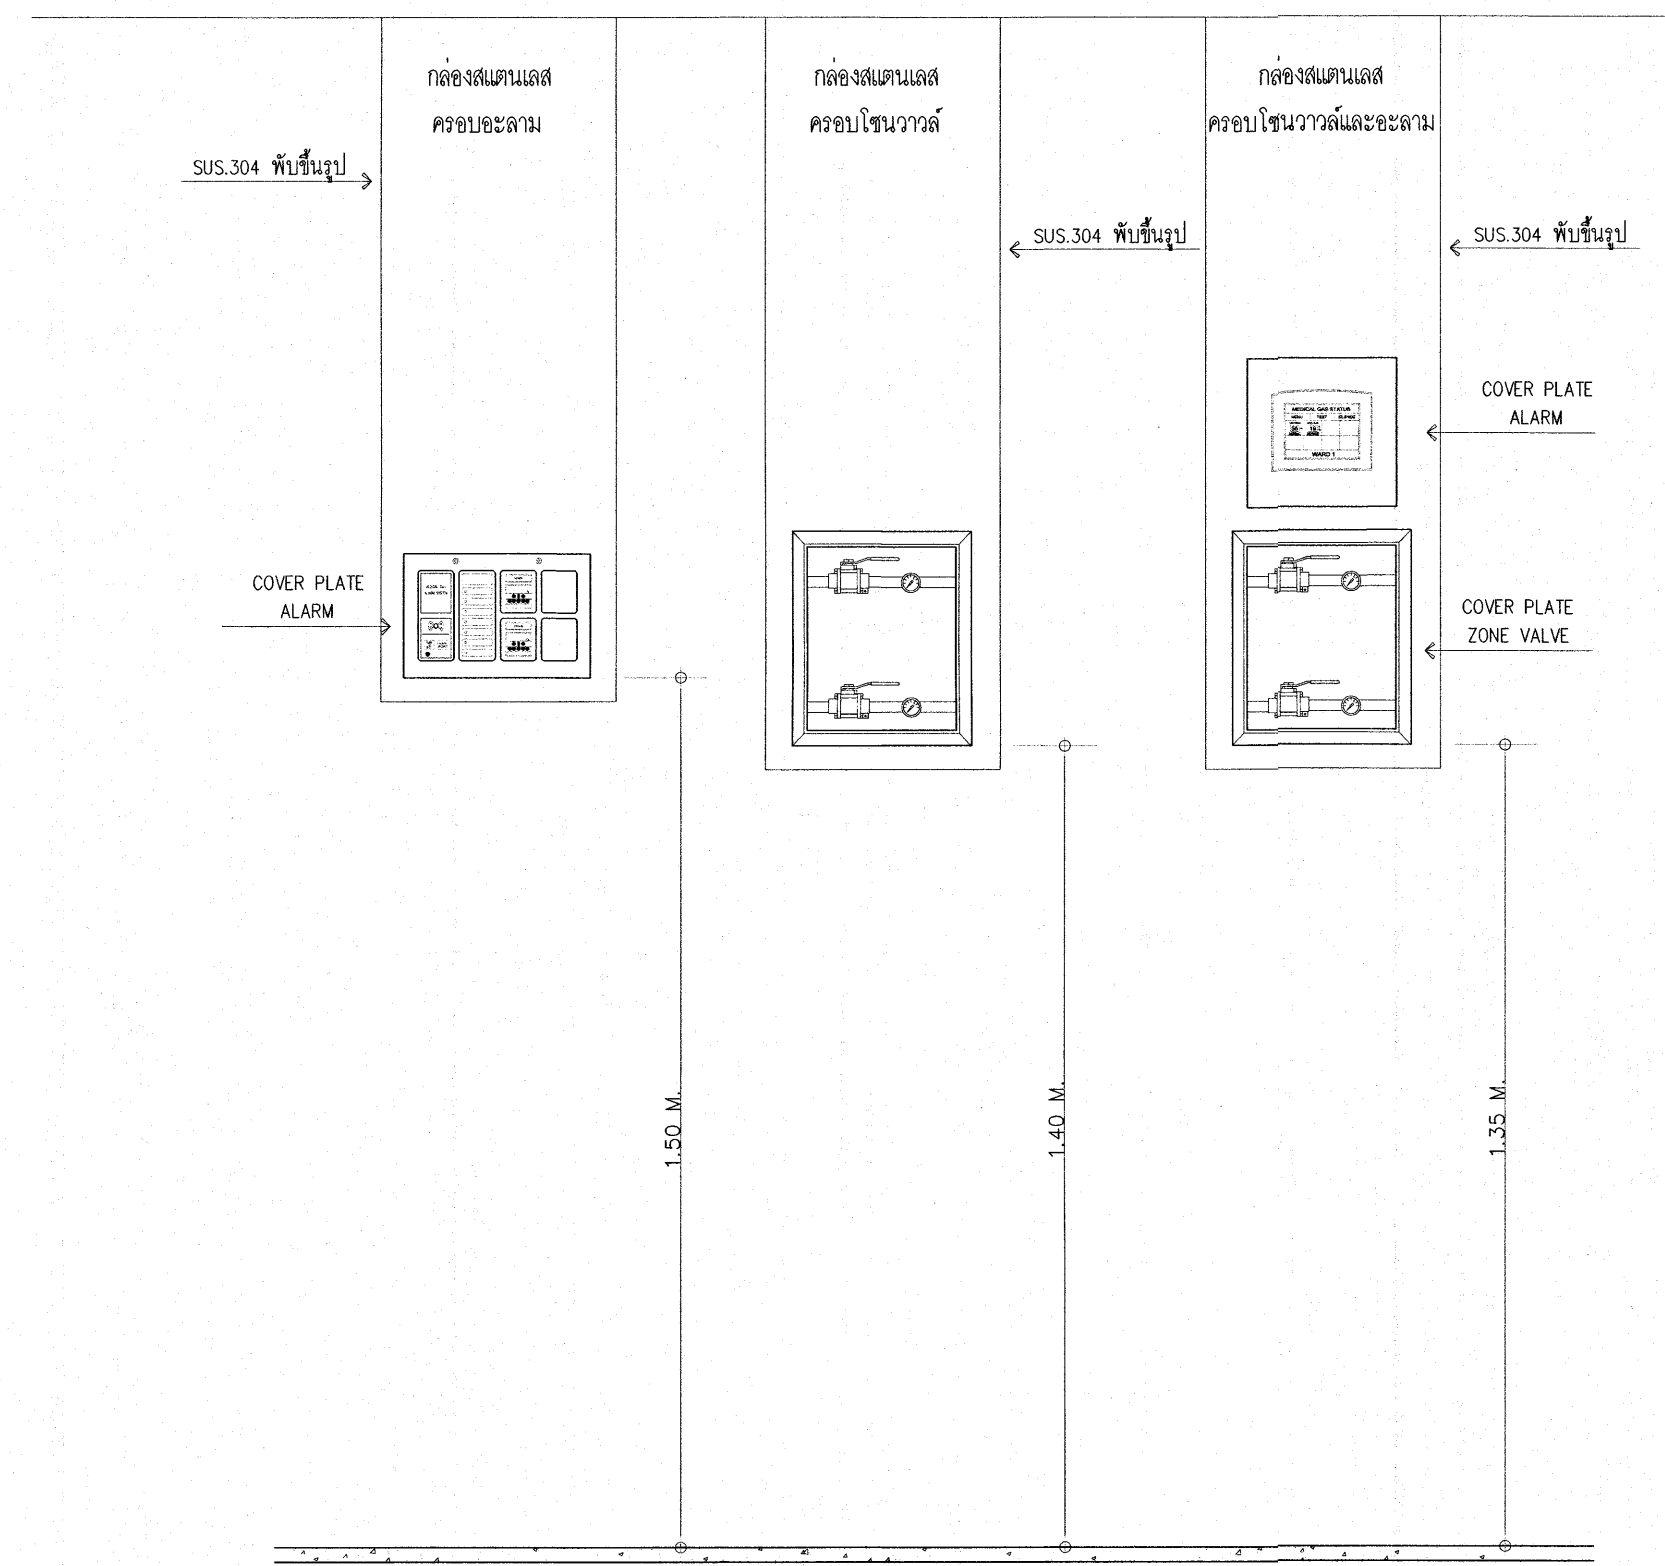 กล่องสแตนเลส
ครอบอะลาม
กล่องสแตนเลส
ครอบโซนวาวล์
กล่องสแตนเลส
ครอบโซนวาวล์และอะลาม
SUS.304 พับขึ้นรูป
SUS.304 พับขึ้นรูป
SUS.304 พับขึ้นรูป
COVER PLATE
ALARM
MEDICAL GAS STATUS
MENU TEST
WARD 1
COVER PLATE
ALARM
COVER PLATE
ZONE VALVE
1.50 M.
1.40 M.
1.35 M.